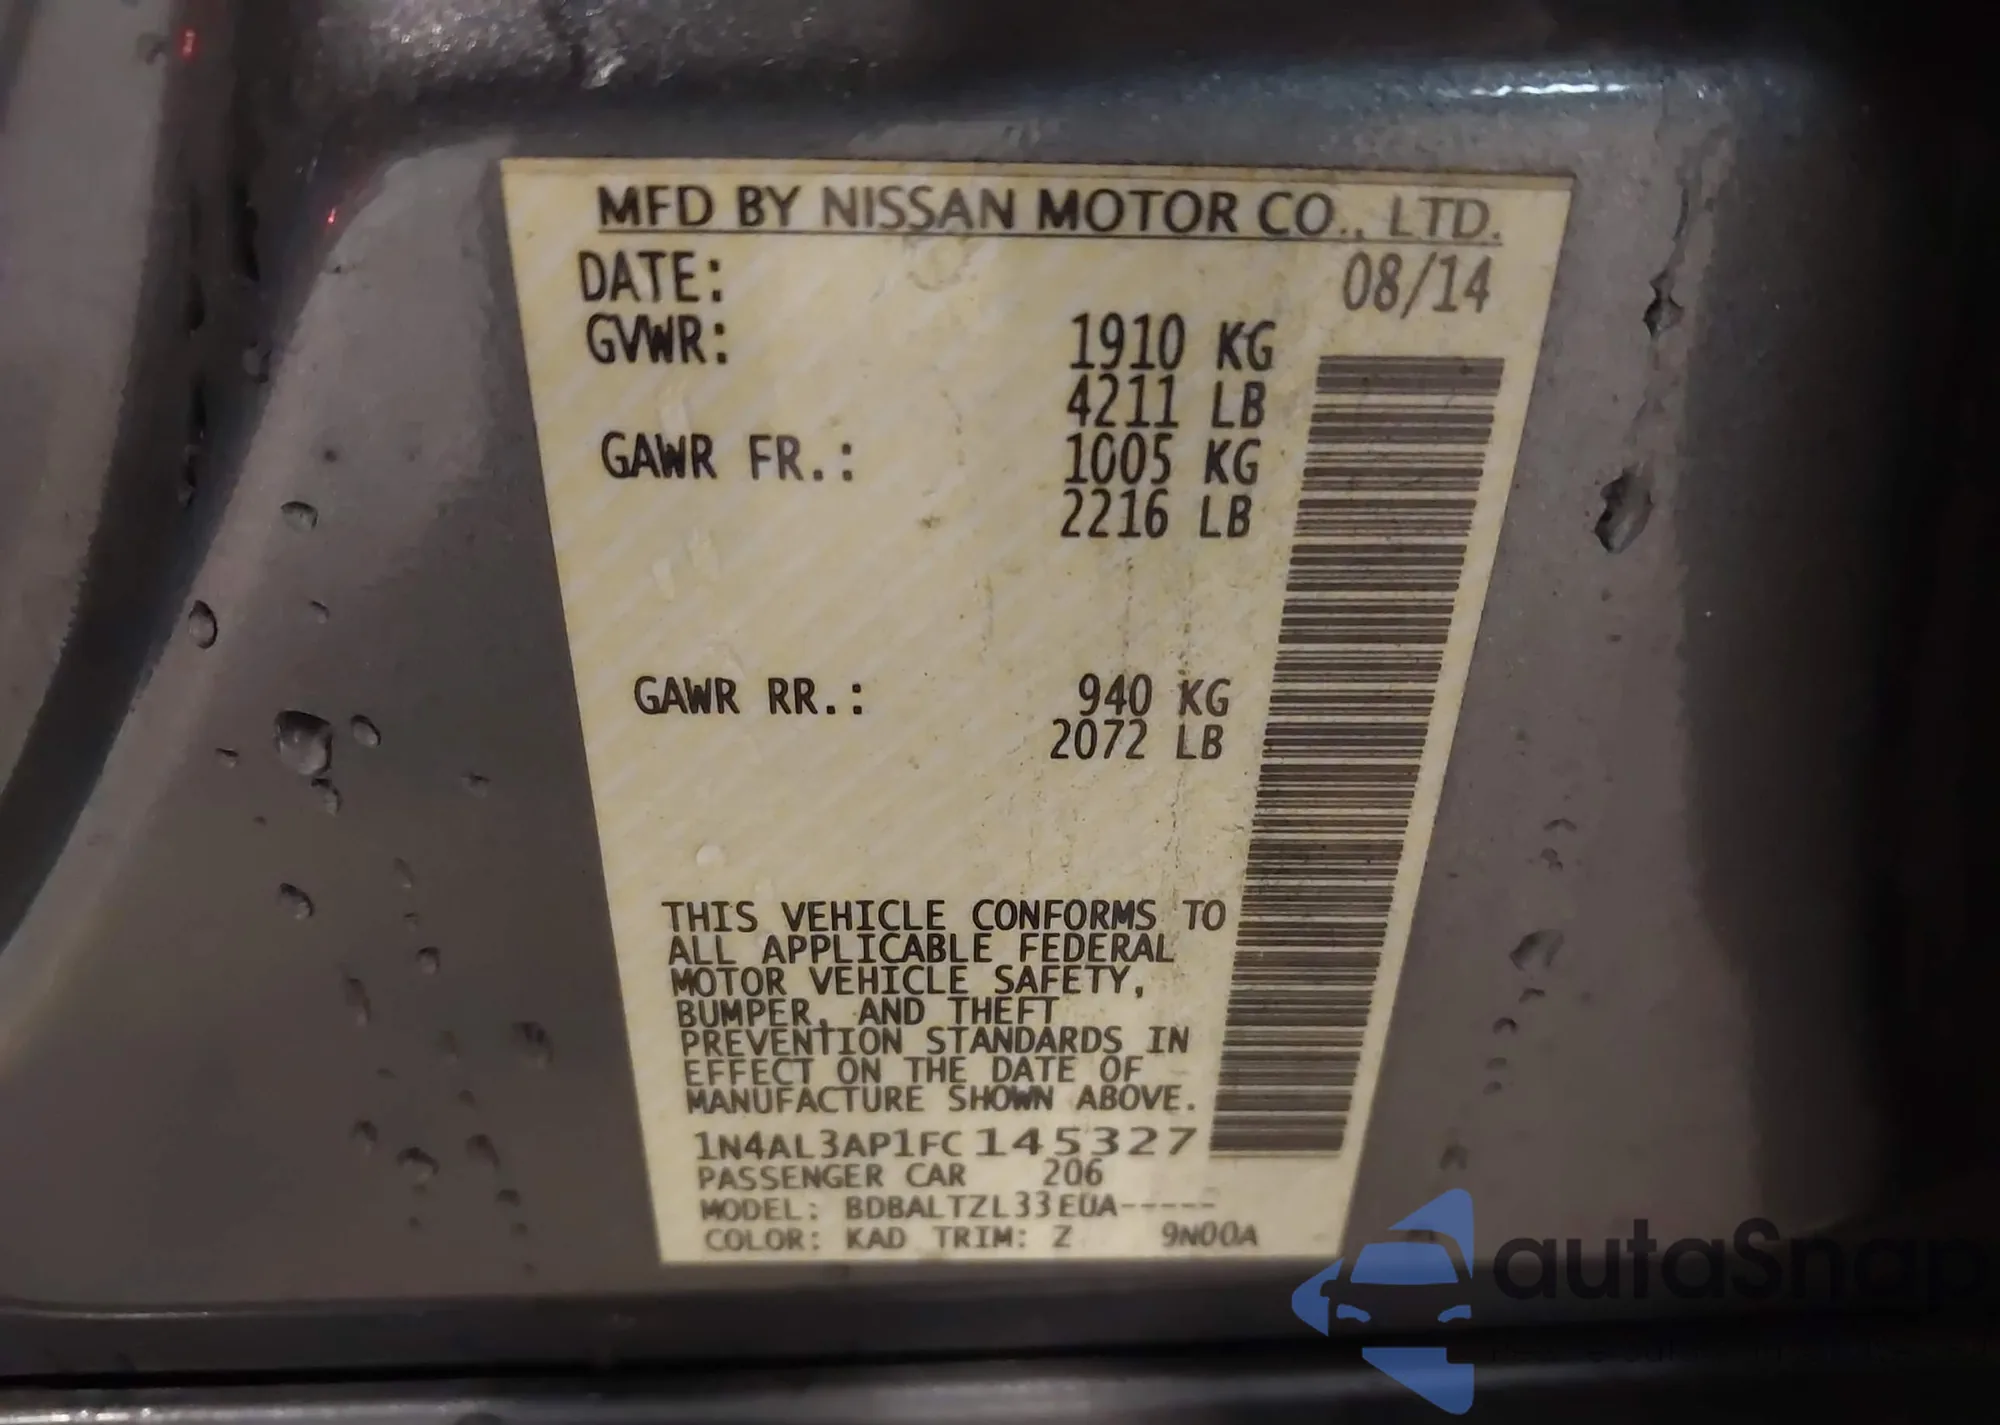 MFD BY NISSAN MOTOR CO., LTD.
DATE: 08/14
GVWR: 1910 KG
4211 LB
GAWR FR.: 1005 KG
2216 LB
GAWR RR.: 940 KG
2072 LB
THIS VEHICLE CONFORMS TO
ALL APPLICABLE FEDERAL
MOTOR VEHICLE SAFETY,
BUMPER, AND THEFT
PREVENTION STANDARDS IN
EFFECT ON THE DATE OF
MANUFACTURE SHOWN ABOVE.
1N4AL3AP1FC145327
PASSENGER CAR 206
MODEL: BDBALTZL33EUA-----
COLOR: KAD TRIM: Z 9N00A
autaSnap